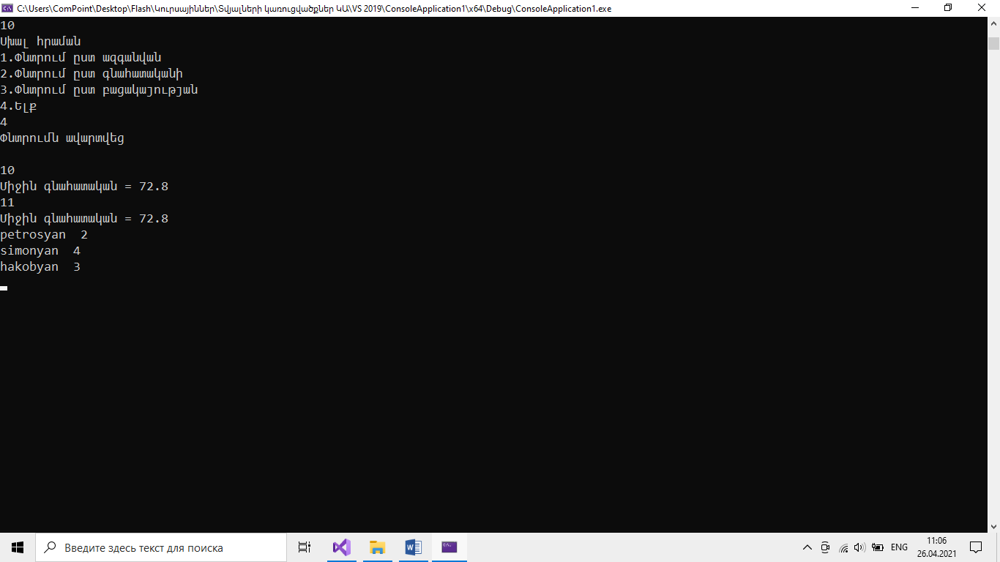 C:\Users\ComPoint\Desktop\Flash\Կուրսայիններ\Տվյալների կառուցվածքներ ԿԱ\VS 2019\ConsoleApplication1\x64\Debug\ConsoleApplication1.exe
10
Սխալ հրաման
1.Փնտրում ըստ ազգանվան
2.Փնտրում ըստ գնահատականի
3.Փնտրում ըստ բացակայության
4.Ելք
4
Փնտրումն ավարտվեց
10
Միջին գնահատական = 72.8
11
Միջին գնահատական = 72.8
petrosyan  2
simonyan  4
hakobyan  3
Введите здесь текст для поиска
ENG
11:06
26.04.2021